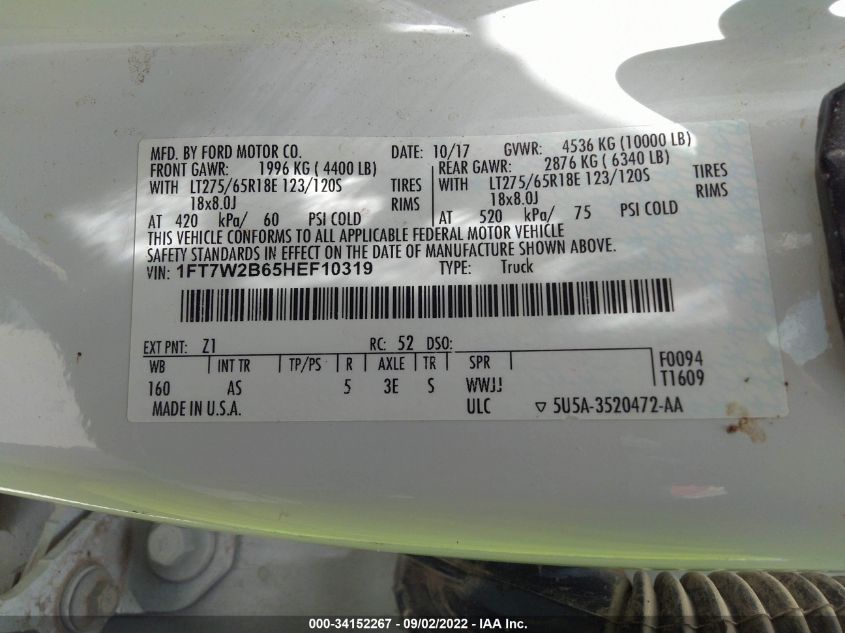 MFD. BY FORD MOTOR CO. DATE: 10/17 GVWR: 4536 KG (10000 LB)
FRONT GAWR: 1996 KG ( 4400 LB) REAR GAWR: 2876 KG ( 6340 LB)
WITH LT275/65R18E 123/120S TIRES WITH LT275/65R18E 123/120S TIRES
18x8.0J RIMS 18x8.0J RIMS
AT 420 kPa/ 60 PSI COLD AT 520 kPa/ 75 PSI COLD
THIS VEHICLE CONFORMS TO ALL APPLICABLE FEDERAL MOTOR VEHICLE
SAFETY STANDARDS IN EFFECT ON THE DATE OF MANUFACTURE SHOWN ABOVE.
VIN: 1FT7W2B65HEF10319 TYPE: Truck
EXT PNT: Z1 RC: 52 DSO:
WB INT TR TP/PS R AXLE TR SPR F0094
160 AS 5 3E S WWJJ T1609
MADE IN U.S.A. ULC ▽ 5U5A-3520472-AA
000-34152267 - 09/02/2022 - IAA Inc.